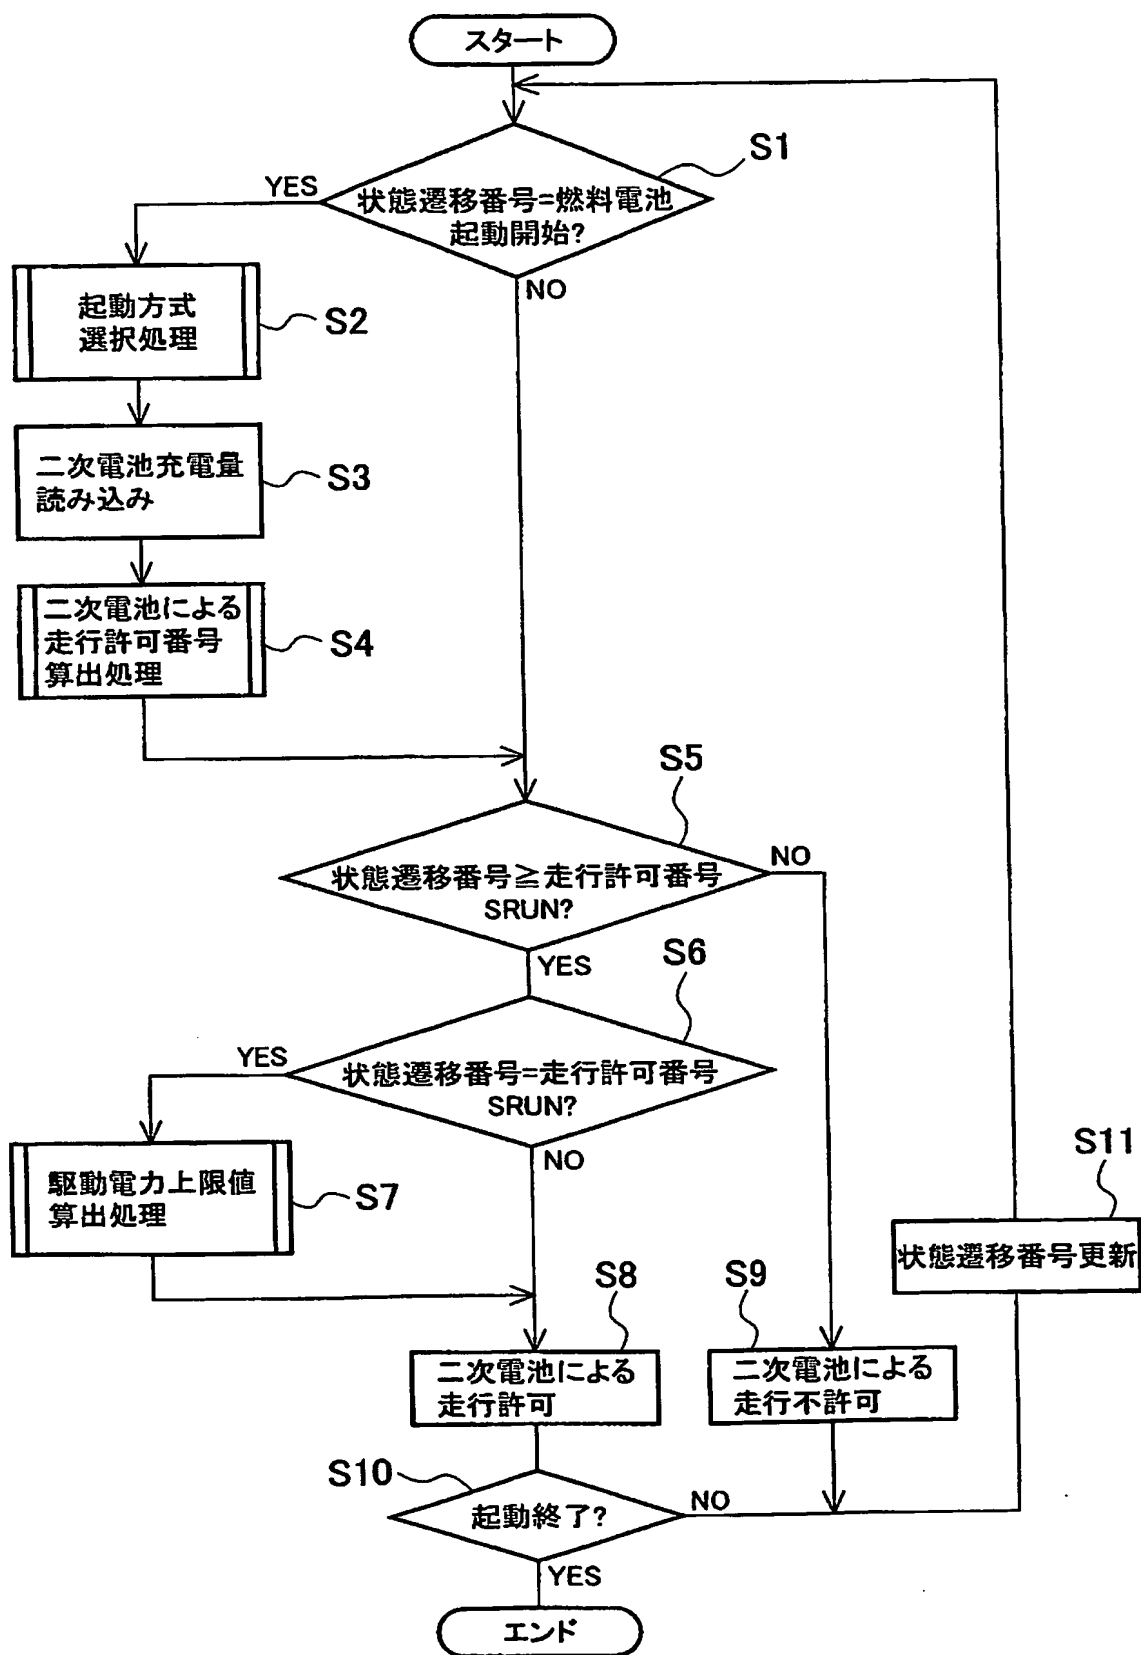 スタート
S1
YES
状態遷移番号=燃料電池
起動開始?
NO
起動方式
選択処理
S2
二次電池充電量
読み込み
S3
二次電池による
走行許可番号
算出処理
S4
S5
NO
状態遷移番号≧走行許可番号
SRUN?
YES
S6
YES
状態遷移番号=走行許可番号
SRUN?
NO
駆動電力上限値
算出処理
S7
S11
状態遷移番号更新
S8
S9
二次電池による
走行許可
二次電池による
走行不許可
S10
起動終了?
NO
YES
エンド